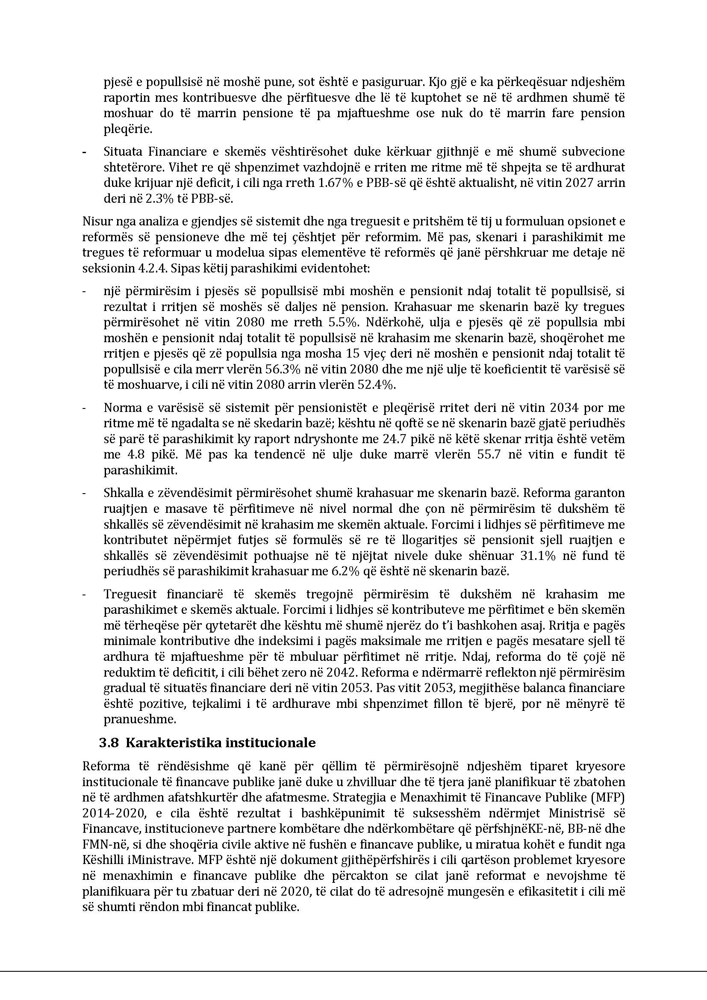 pjesë e popullsisë në moshë pune, sot është e pasiguruar. Kjo gjë e ka përkeqësuar ndjeshëm
raportin mes kontribuesve dhe përfituesve dhe lë të kuptohet se në të ardhmen shumë të
moshuar do të marrin pensione të pa mjaftueshme ose nuk do të marrin fare pension
pleqërie.
- Situata Financiare e skemës vështirësohet duke kërkuar gjithnjë e më shumë subvecione
shtetërore. Vihet re që shpenzimet vazhdojnë e rriten me ritme më të shpejta se të ardhurat
duke krijuar një deficit, i cili nga rreth 1.67% e PBB-së që është aktualisht, në vitin 2027 arrin
deri në 2.3% të PBB-së.
Nisur nga analiza e gjendjes së sistemit dhe nga treguesit e pritshëm të tij u formuluan opsionet e
reformës së pensioneve dhe më tej çështjet për reformim. Më pas, skenari i parashikimit me
tregues të reformuar u modelua sipas elementëve të reformës që janë përshkruar me detaje në
seksionin 4.2.4. Sipas këtij parashikimi evidentohet:
- një përmirësim i pjesës së popullsisë mbi moshën e pensionit ndaj totalit të popullsisë, si
rezultat i rritjen së moshës së daljes në pension. Krahasuar me skenarin bazë ky tregues
përmirësohet në vitin 2080 me rreth 5.5%. Ndërkohë, ulja e pjesës që zë popullsia mbi
moshën e pensionit ndaj totalit të popullsisë në krahasim me skenarin bazë, shoqërohet me
rritjen e pjesës që zë popullsia nga mosha 15 vjeç deri në moshën e pensionit ndaj totalit të
popullsisë e cila merr vlerën 56.3% në vitin 2080 dhe me një ulje të koeficientit të varësisë së
të moshuarve, i cili në vitin 2080 arrin vlerën 52.4%.
- Norma e varësisë së sistemit për pensionistët e pleqërisë rritet deri në vitin 2034 por me
ritme më të ngadalta se në skedarin bazë; kështu në qoftë se në skenarin bazë gjatë periudhës
së parë të parashikimit ky raport ndryshonte me 24.7 pikë në këtë skenar rritja është vetëm
me 4.8 pikë. Më pas ka tendencë në ulje duke marrë vlerën 55.7 në vitin e fundit të
parashikimit.
- Shkalla e zëvendësimit përmirësohet shumë krahasuar me skenarin bazë. Reforma garanton
ruajtjen e masave të përfitimeve në nivel normal dhe çon në përmirësim të dukshëm të
shkallës së zëvendësimit në krahasim me skemën aktuale. Forcimi i lidhjes së përfitimeve me
kontributet nëpërmjet futjes së formulës së re të llogaritjes së pensionit sjell ruajtjen e
shkallës së zëvendësimit pothuajse në të njëjtat nivele duke shënuar 31.1% në fund të
periudhës së parashikimit krahasuar me 6.2% që është në skenarin bazë.
- Treguesit financiarë të skemës tregojnë përmirësim të dukshëm në krahasim me
parashikimet e skemës aktuale. Forcimi i lidhjes së kontributeve me përfitimet e bën skemën
më tërheqëse për qytetarët dhe kështu më shumë njerëz do t’i bashkohen asaj. Rritja e pagës
minimale kontributive dhe indeksimi i pagës maksimale me rritjen e pagës mesatare sjell të
ardhura të mjaftueshme për të mbuluar përfitimet në rritje. Ndaj, reforma do të çojë në
reduktim të deficitit, i cili bëhet zero në 2042. Reforma e ndërmarrë reflekton një përmirësim
gradual të situatës financiare deri në vitin 2053. Pas vitit 2053, megjithëse balanca financiare
është pozitive, tejkalimi i të ardhurave mbi shpenzimet fillon të bjerë, por në mënyrë të
pranueshme.
3.8 Karakteristika institucionale
Reforma të rëndësishme që kanë për qëllim të përmirësojnë ndjeshëm tiparet kryesore
institucionale të financave publike janë duke u zhvilluar dhe të tjera janë planifikuar të zbatohen
në të ardhmen afatshkurtër dhe afatmesme. Strategjia e Menaxhimit të Financave Publike (MFP)
2014-2020, e cila është rezultat i bashkëpunimit të suksesshëm ndërmjet Ministrisë së
Financave, institucioneve partnere kombëtare dhe ndërkombëtare që përfshjnëKE-në, BB-në dhe
FMN-në, si dhe shoqëria civile aktive në fushën e financave publike, u miratua kohët e fundit nga
Këshilli iMinistrave. MFP është një dokument gjithëpërfshirës i cili qartëson problemet kryesore
në menaxhimin e financave publike dhe përcakton se cilat janë reformat e nevojshme të
planifikuara për tu zbatuar deri në 2020, të cilat do të adresojnë mungesën e efikasitetit i cili më
së shumti rëndon mbi financat publike.